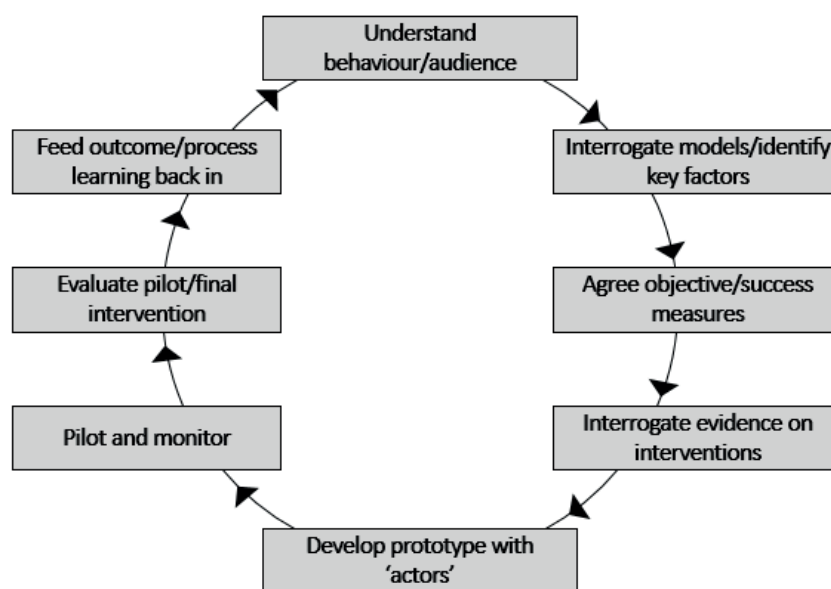 Understand
behaviour/audience
Interrogate models/identify
key factors
Agree objective/success
measures
Interrogate evidence on
interventions
Develop prototype with
‘actors’
Pilot and monitor
Evaluate pilot/final
intervention
Feed outcome/process
learning back in